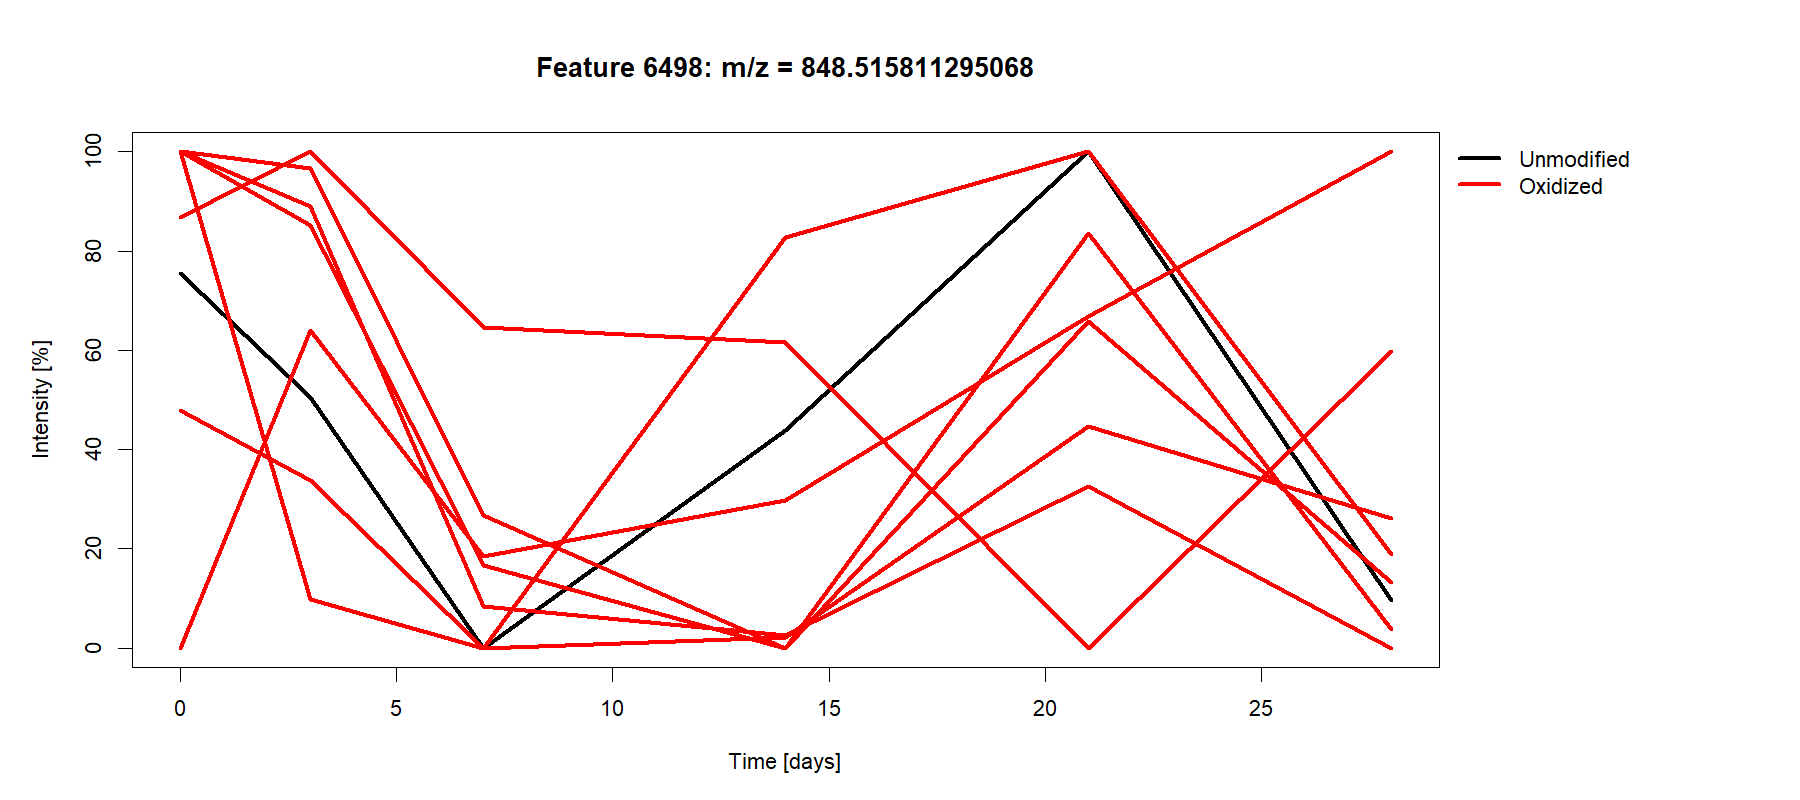 Feature 6498: m/z = 848.515811295068
Unmodified
Oxidized
Intensity [%]
100
80
60
40
20
0
0 5 10 15 20 25
Time [days]